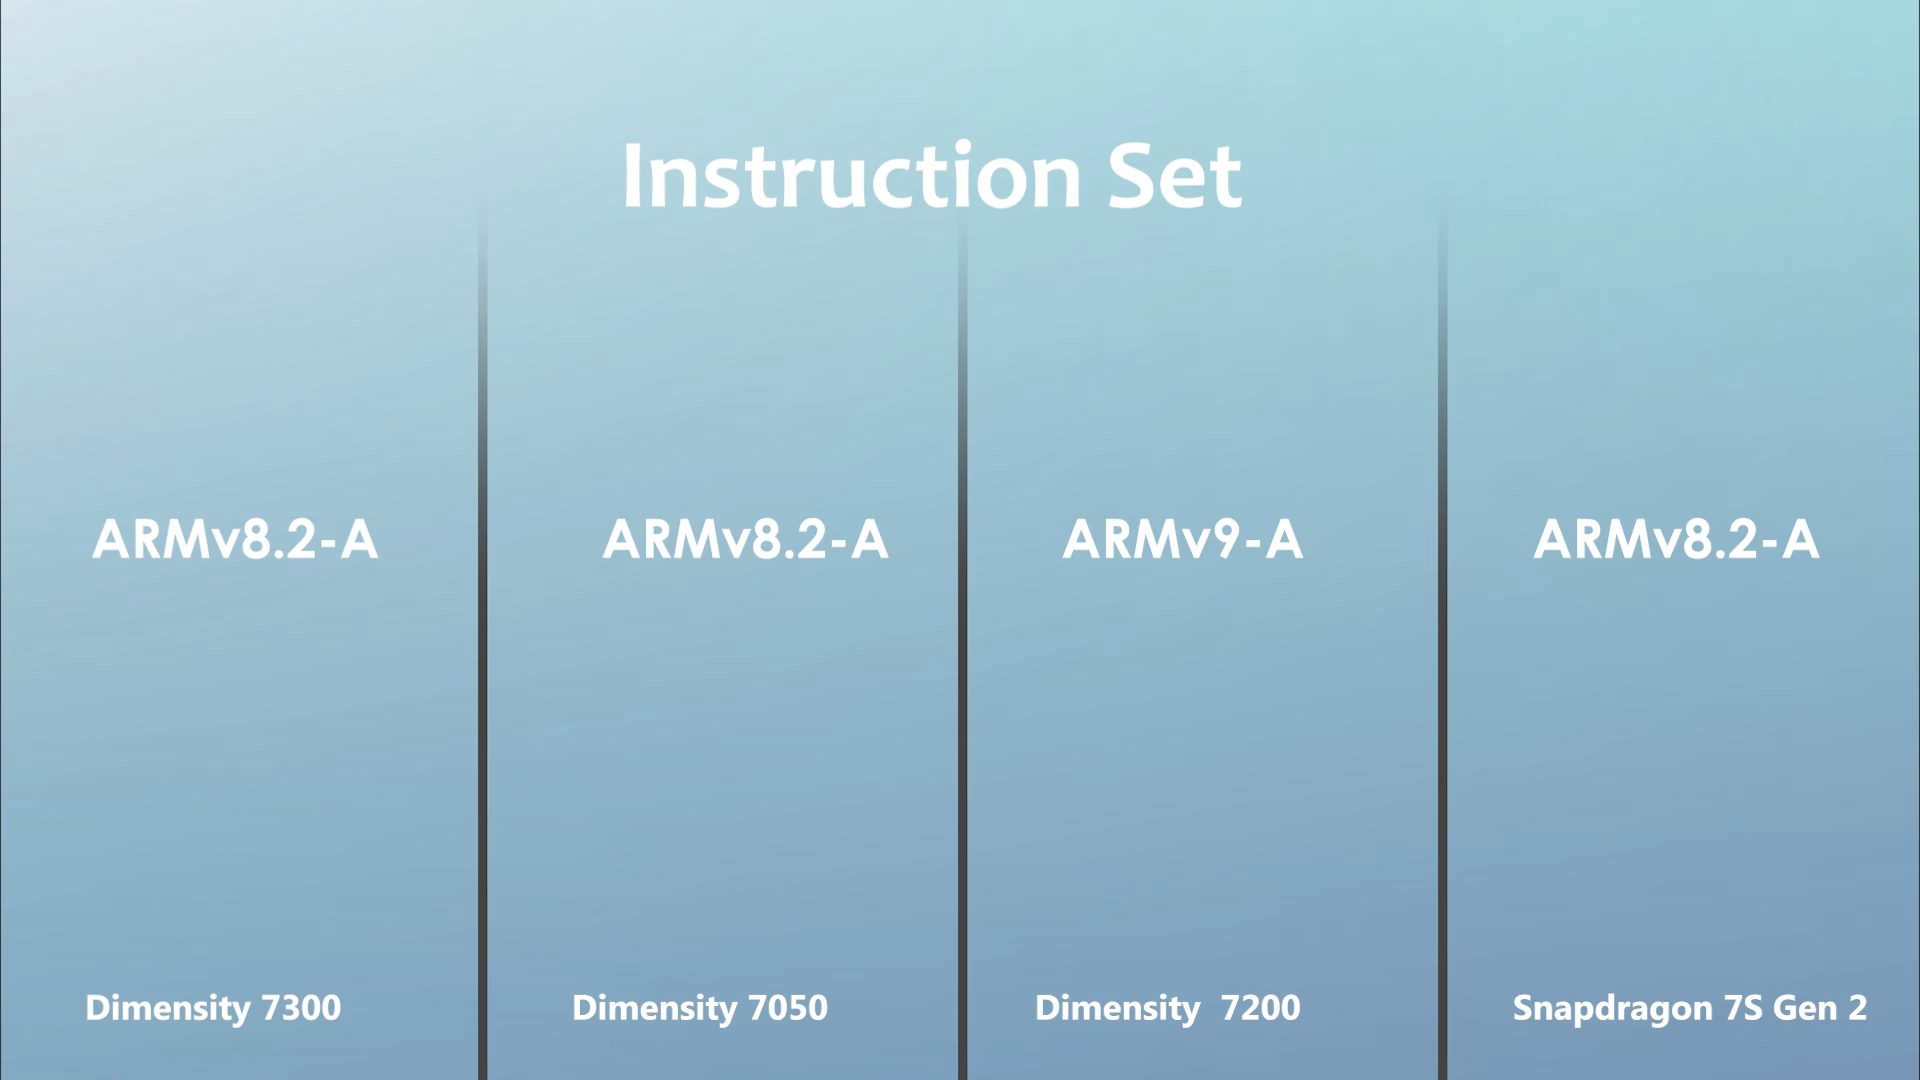 Instruction Set
ARMv8.2-A
ARMv8.2-A
ARMv9-A
ARMv8.2-A
Dimensity 7300
Dimensity 7050
Dimensity  7200
Snapdragon 7S Gen 2